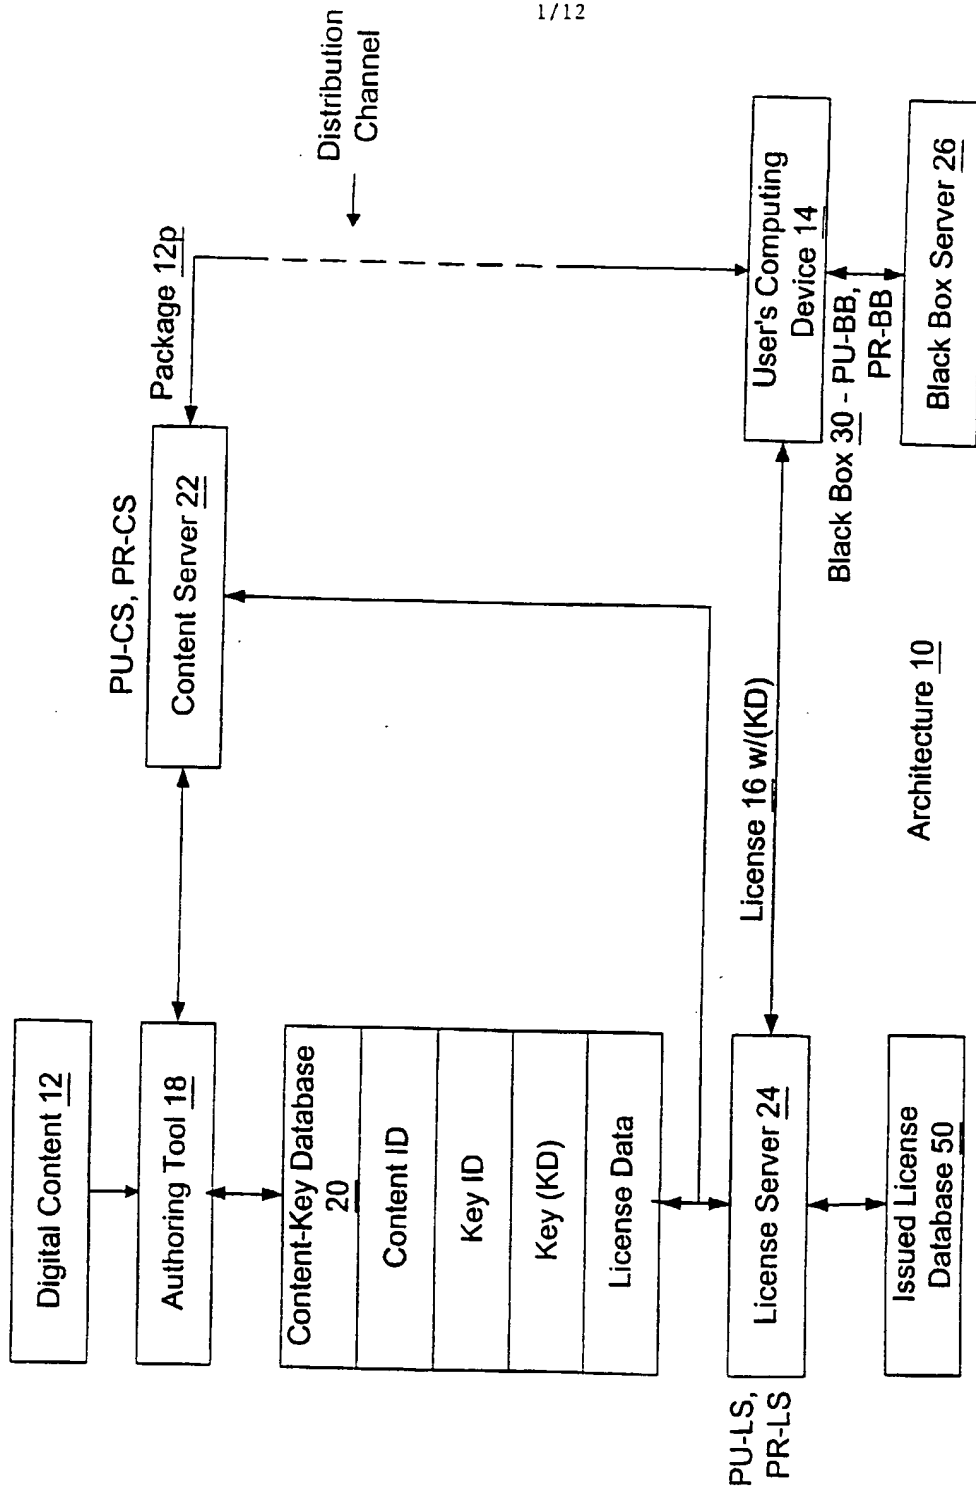 1/12
Digital Content 12
Authoring Tool 18
Content-Key Database
20
Content ID
Key ID
Key (KD)
License Data
PU-LS,
PR-LS
License Server 24
Issued License
Database 50
PU-CS, PR-CS
Content Server 22
Package 12p
Distribution
Channel
License 16 w/(KD)
User's Computing
Device 14
Black Box 30 - PU-BB,
PR-BB
Black Box Server 26
Architecture 10